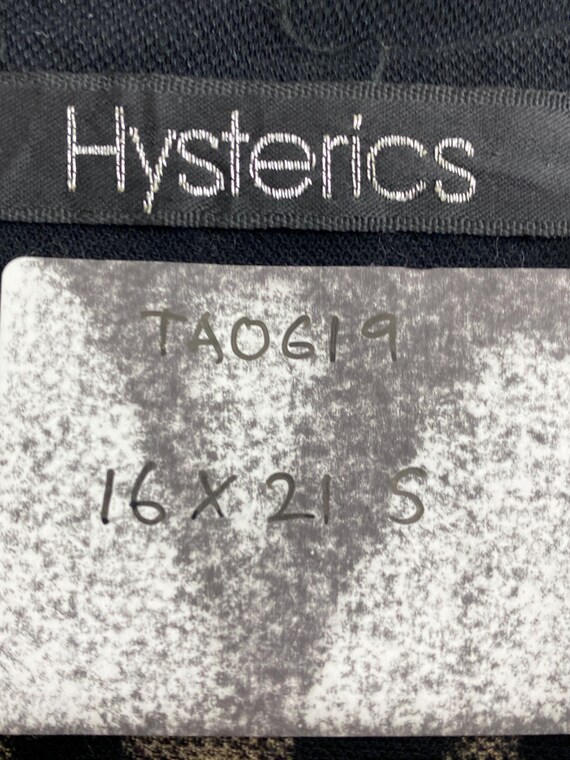 Hysterics
TA0619
16 X 21 S